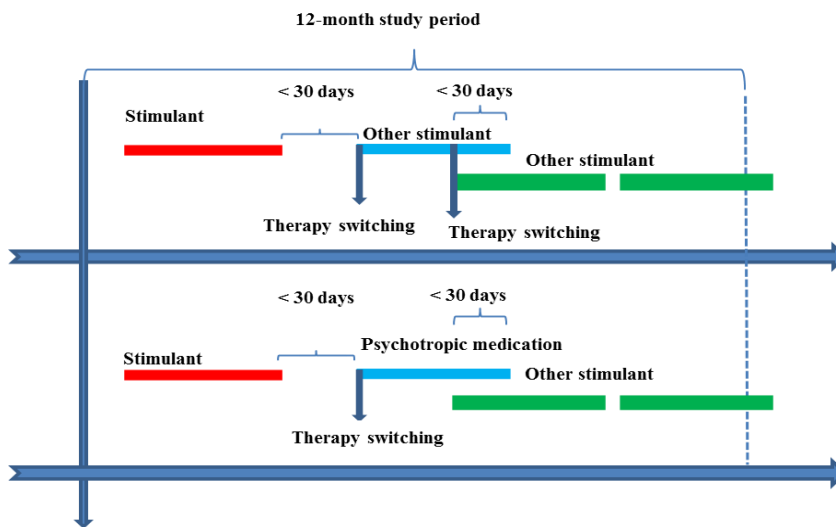 12-month study period
< 30 days
< 30 days
Stimulant
Other stimulant
Other stimulant
Therapy switching
Therapy switching
< 30 days
< 30 days
Psychotropic medication
Stimulant
Other stimulant
Therapy switching